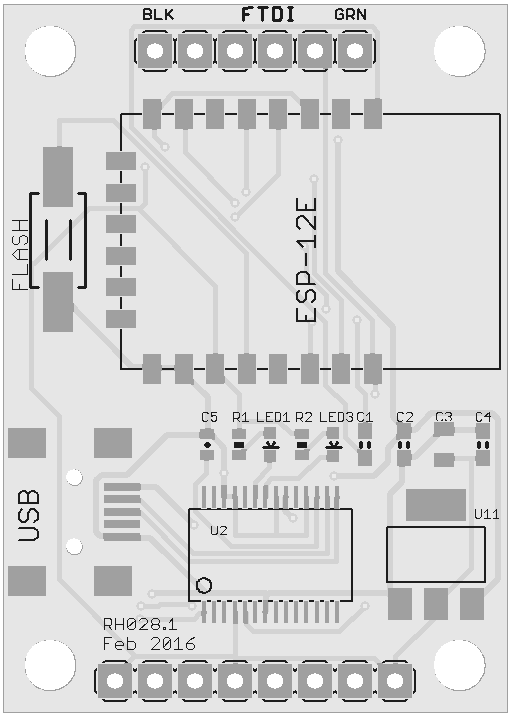 BLK FTDI GRN
FLASH
ESP-12E
C5 R1 LED1 R2 LED3 C1 C2 C3 C4
USB
U11
U2
RH028.1
Feb 2016